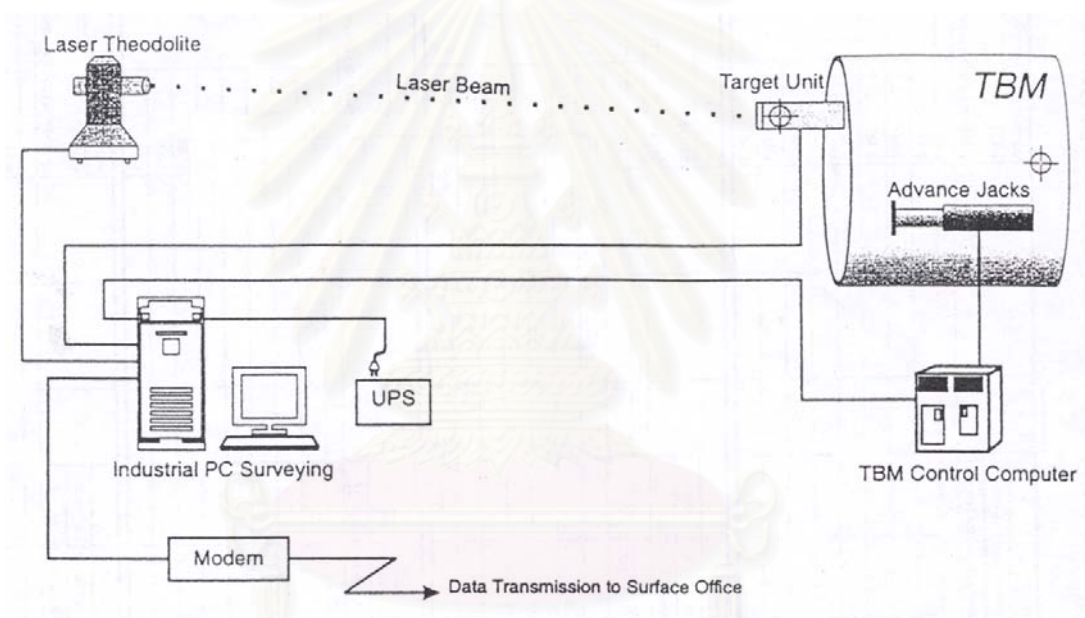 Laser Theodolite
Laser Beam
Target Unit
TBM
Advance Jacks
UPS
Industrial PC Surveying
TBM Control Computer
Modem
Data Transmission to Surface Office